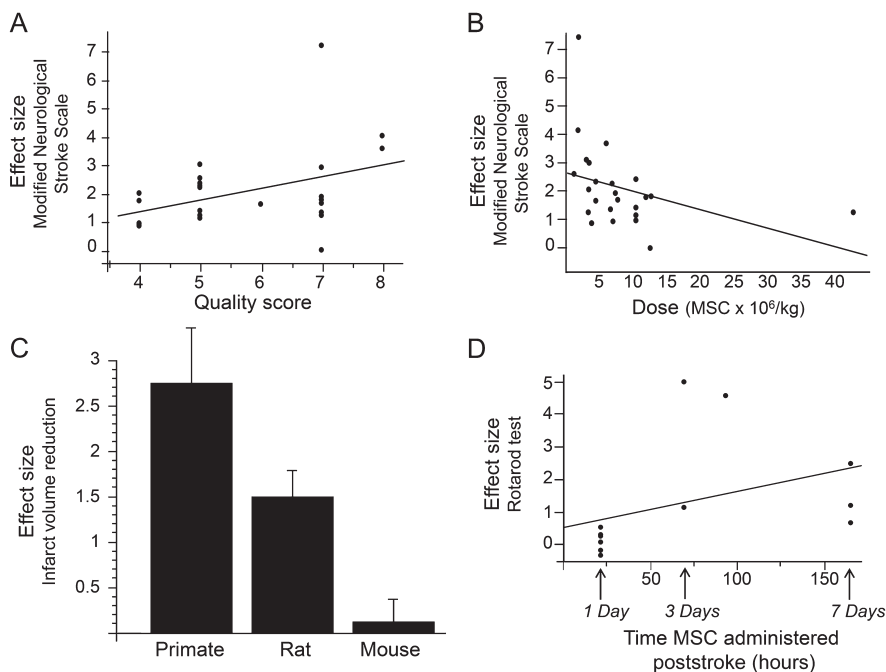 A
Effect size
Modified Neurological
Stroke Scale
7
6
5
4
3
2
1
0
4
5
6
7
8
Quality score
B
Effect size
Modified Neurological
Stroke Scale
7
6
5
4
3
2
1
0
5
10
15
20
25
30
35
40
Dose (MSC x 10⁶/kg)
C
Effect size
Infarct volume reduction
3
2.5
2
1.5
1
0.5
Primate
Rat
Mouse
D
Effect size
Rotarod test
5
4
3
2
1
0
50
100
150
1 Day
3 Days
7 Days
Time MSC administered
poststroke (hours)